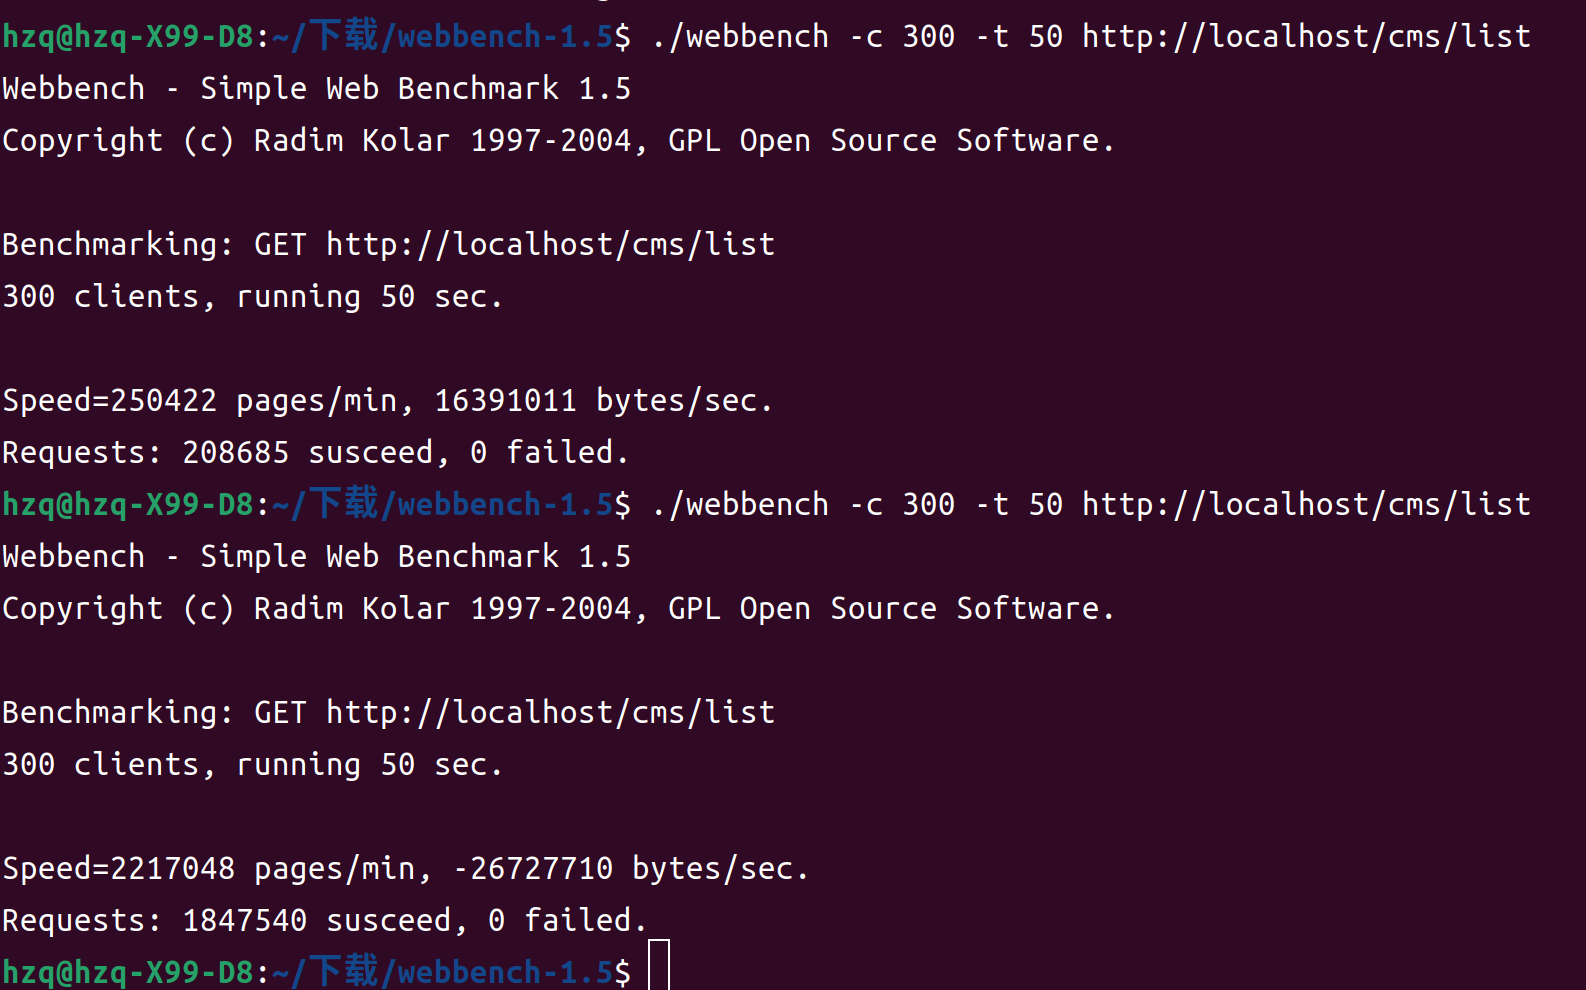 hzq@hzq-X99-D8:~/下载/webbench-1.5$ ./webbench -c 300 -t 50 http://localhost/cms/list
Webbench - Simple Web Benchmark 1.5
Copyright (c) Radim Kolar 1997-2004, GPL Open Source Software.

Benchmarking: GET http://localhost/cms/list
300 clients, running 50 sec.

Speed=250422 pages/min, 16391011 bytes/sec.
Requests: 208685 susceed, 0 failed.
hzq@hzq-X99-D8:~/下载/webbench-1.5$ ./webbench -c 300 -t 50 http://localhost/cms/list
Webbench - Simple Web Benchmark 1.5
Copyright (c) Radim Kolar 1997-2004, GPL Open Source Software.

Benchmarking: GET http://localhost/cms/list
300 clients, running 50 sec.

Speed=2217048 pages/min, -26727710 bytes/sec.
Requests: 1847540 susceed, 0 failed.
hzq@hzq-X99-D8:~/下载/webbench-1.5$